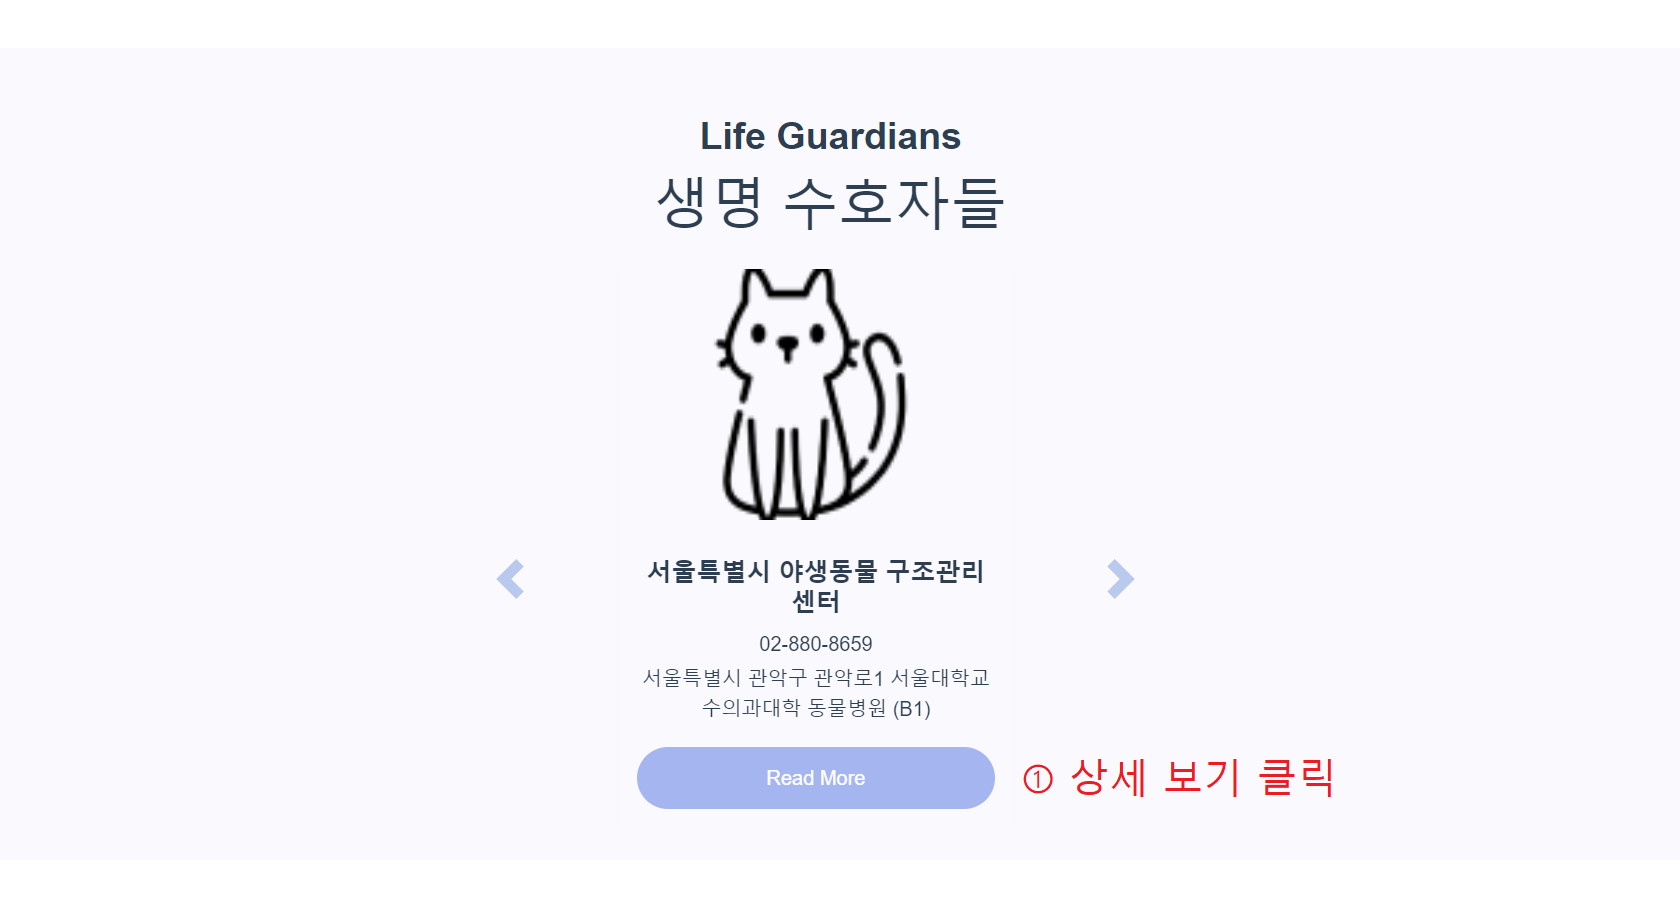 Life Guardians
생명 수호자들
서울특별시 야생동물 구조관리
센터
02-880-8659
서울특별시 관악구 관악로1 서울대학교
수의과대학 동물병원 (B1)
Read More
① 상세 보기 클릭